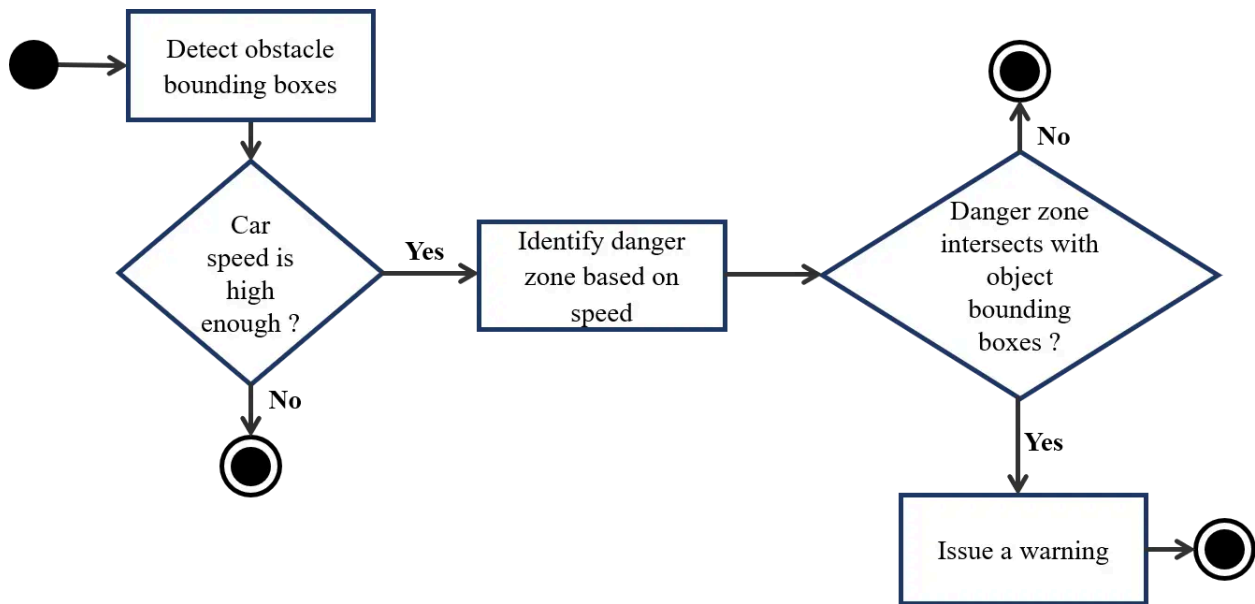 Detect obstacle
bounding boxes
Car
speed is
high
enough ?
Yes
No
Identify danger
zone based on
speed
Danger zone
intersects with
object
bounding
boxes ?
No
Yes
Issue a warning